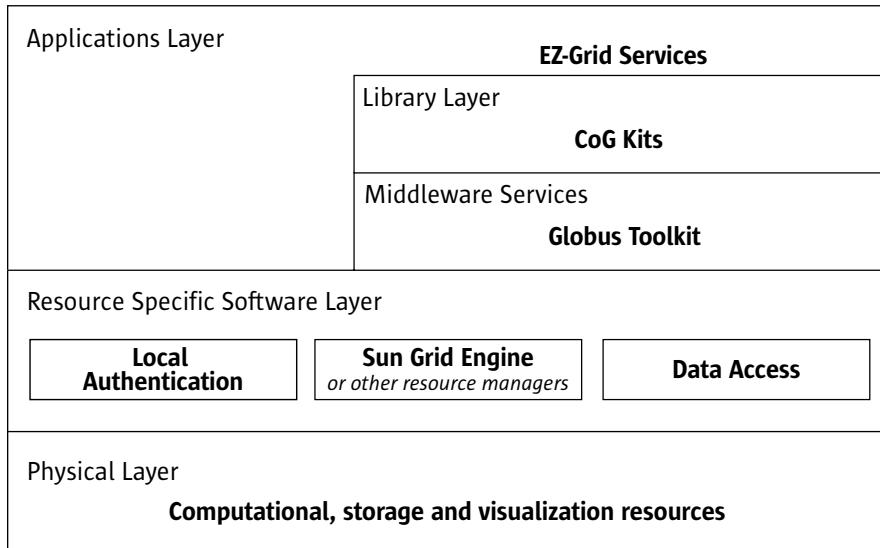 Applications Layer
EZ-Grid Services
Library Layer
CoG Kits
Middleware Services
Globus Toolkit
Resource Specific Software Layer
Local
Authentication
Sun Grid Engine
or other resource managers
Data Access
Physical Layer
Computational, storage and visualization resources